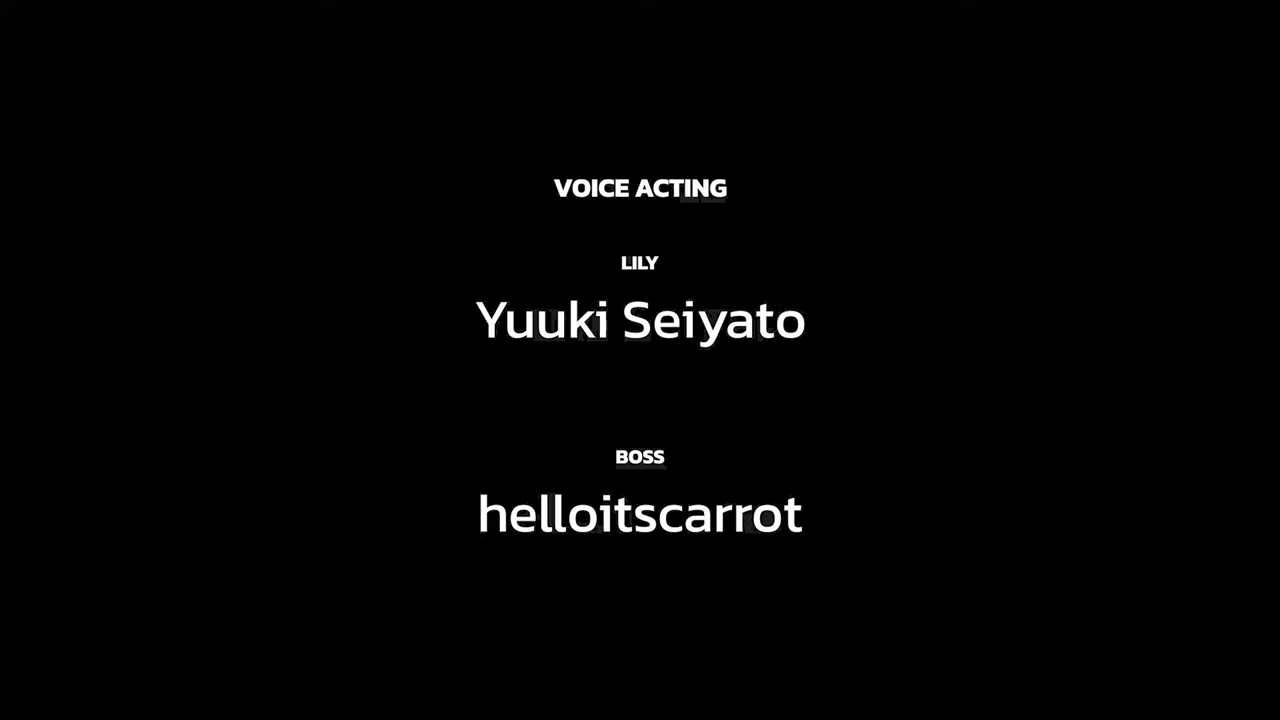 VOICE ACTING
LILY
Yuuki Seiyato
BOSS
helloitscarrot